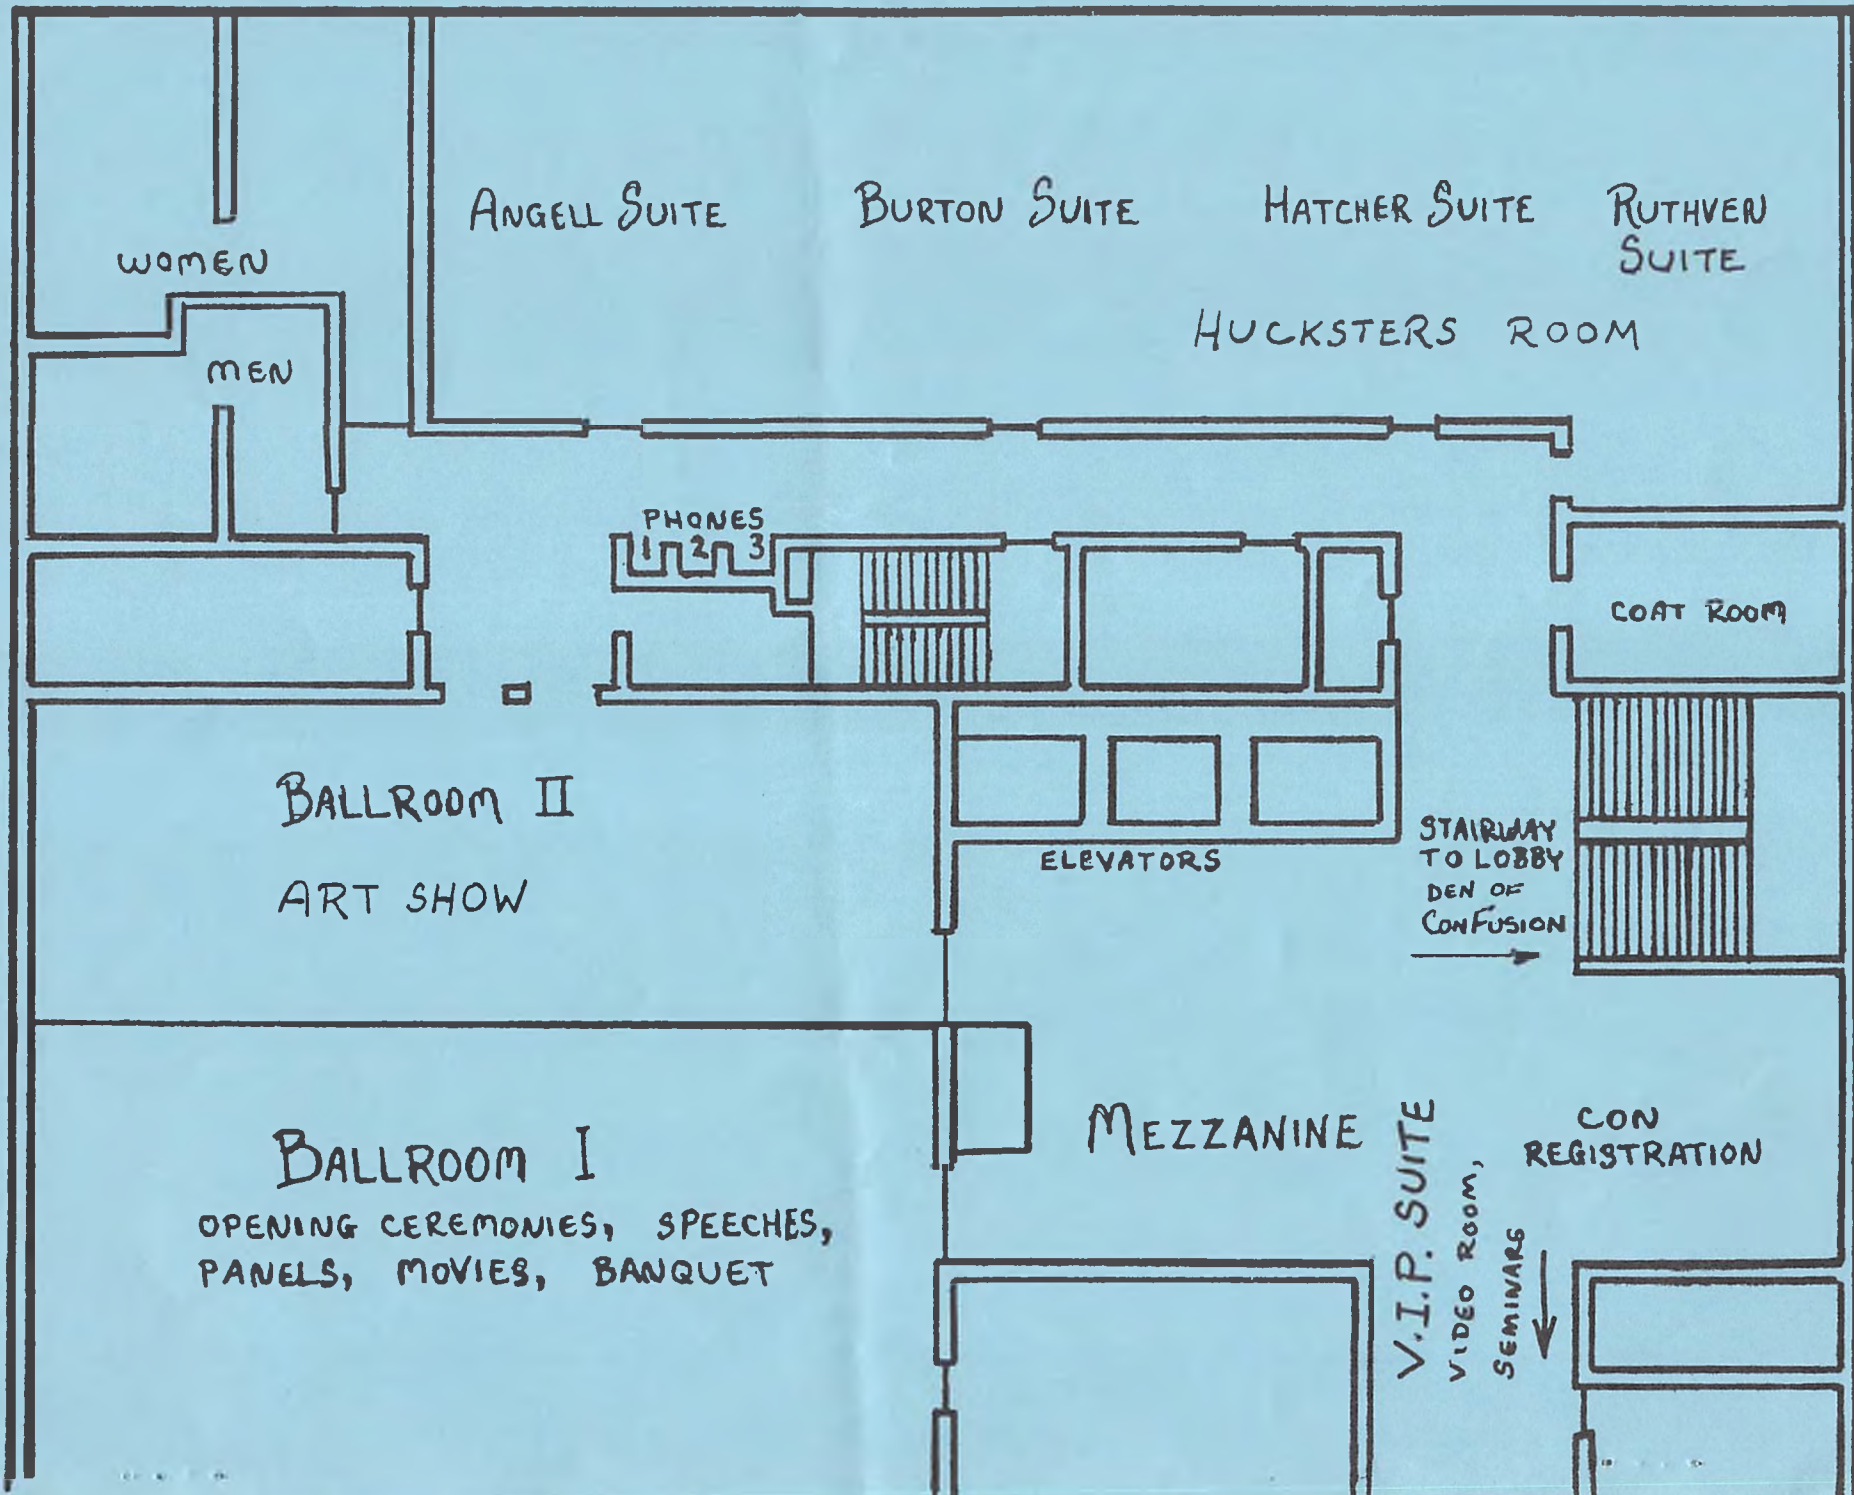 ANGELL SUITE
BURTON SUITE
HATCHER SUITE
RUTHVEN
SUITE
HUCKSTERS ROOM
WOMEN
MEN
PHONES
1 2 3
COAT ROOM
BALLROOM II
ART SHOW
ELEVATORS
STAIRWAY
TO LOBBY
DEN OF
CONFUSION
BALLROOM I
OPENING CEREMONIES, SPEECHES,
PANELS, MOVIES, BANQUET
MEZZANINE
V.I.P. SUITE
VIDEO ROOM,
SEMINARS
CON
REGISTRATION